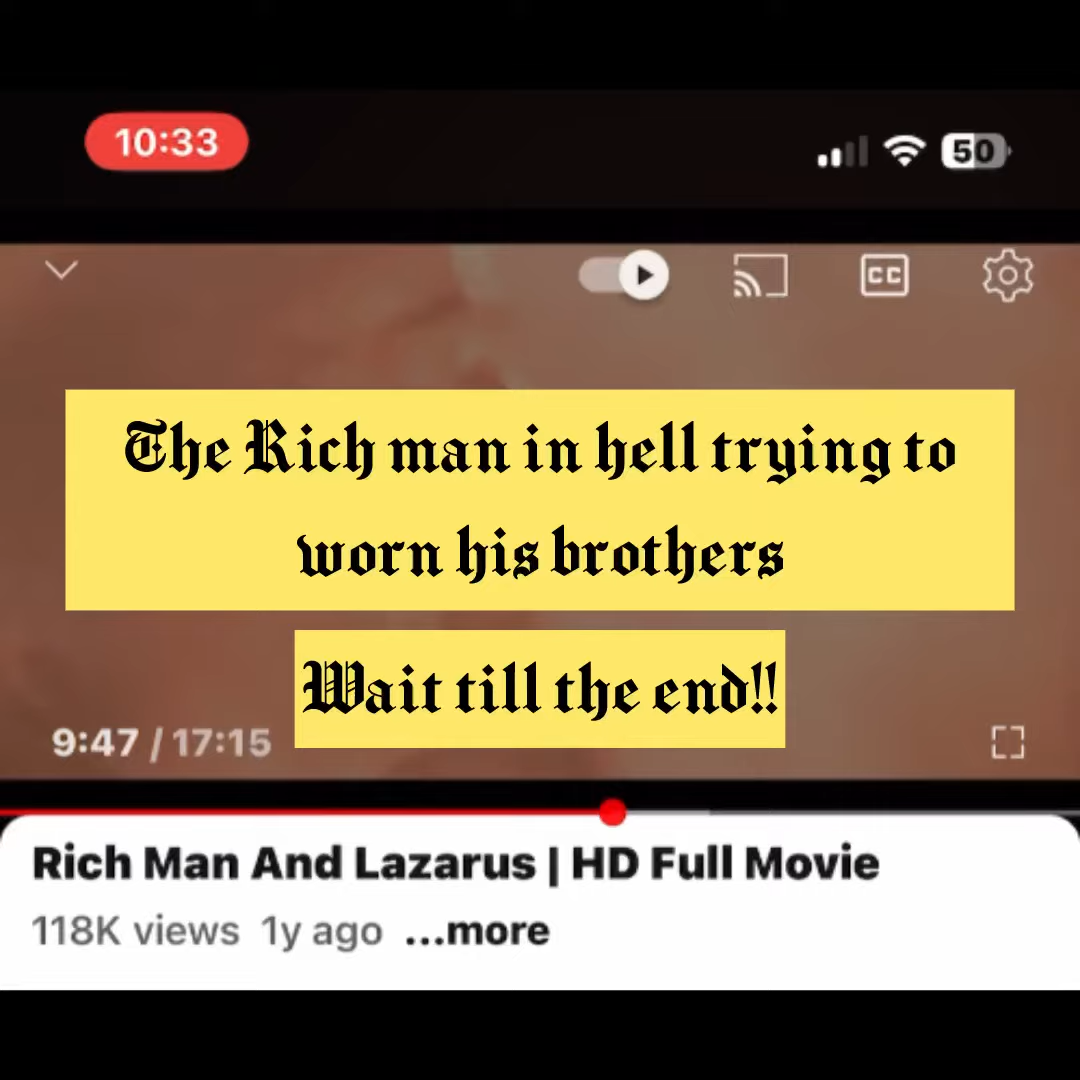 10:33
50
CC
The Rich man in hell trying to
worn his brothers
Wait till the end!!
9:47 / 17:15
Rich Man And Lazarus | HD Full Movie
118K views 1y ago ...more